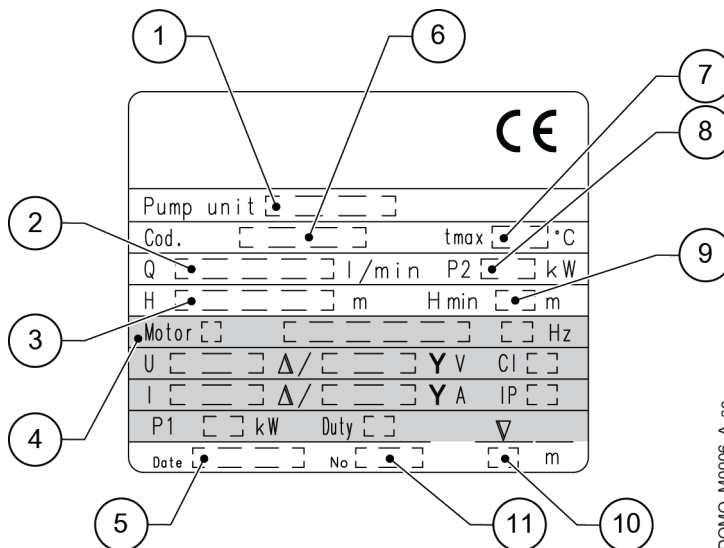 1 6 7
8
CE
Pump unit
2
Cod. tmax °C
Q l/min P2 kW
9
H m Hmin m
3
Motor Hz
U Δ/ Y V Cl
I Δ/ Y A IP
4
P1 kW Duty ∇
Date No m
5 11 10